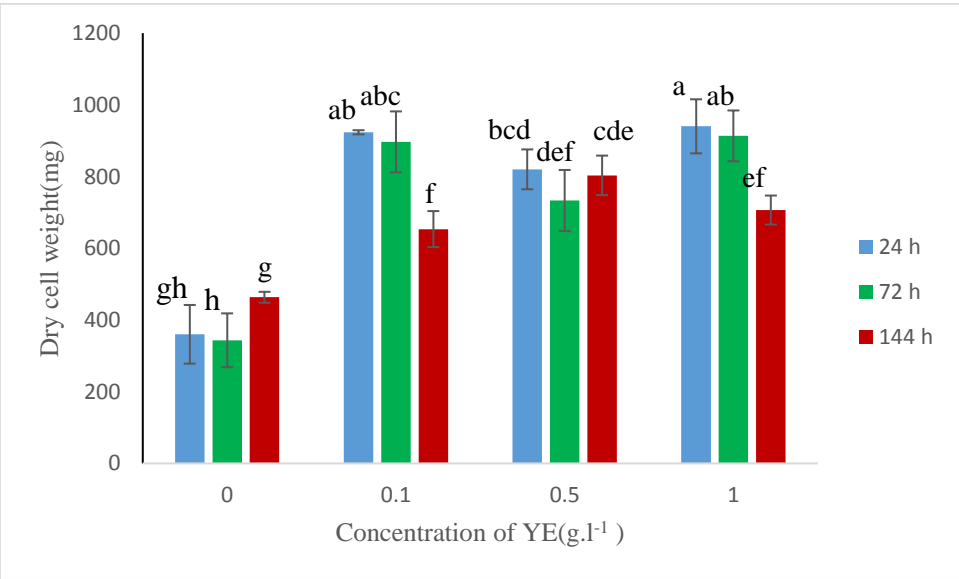 1200
1000
800
600
400
200
0
Dry cell weight(mg)
gh
h
g
ab
abc
f
bcd
def
cde
a
ab
ef
24 h
72 h
144 h
0
0.1
0.5
1
Concentration of YE(g.l⁻¹ )